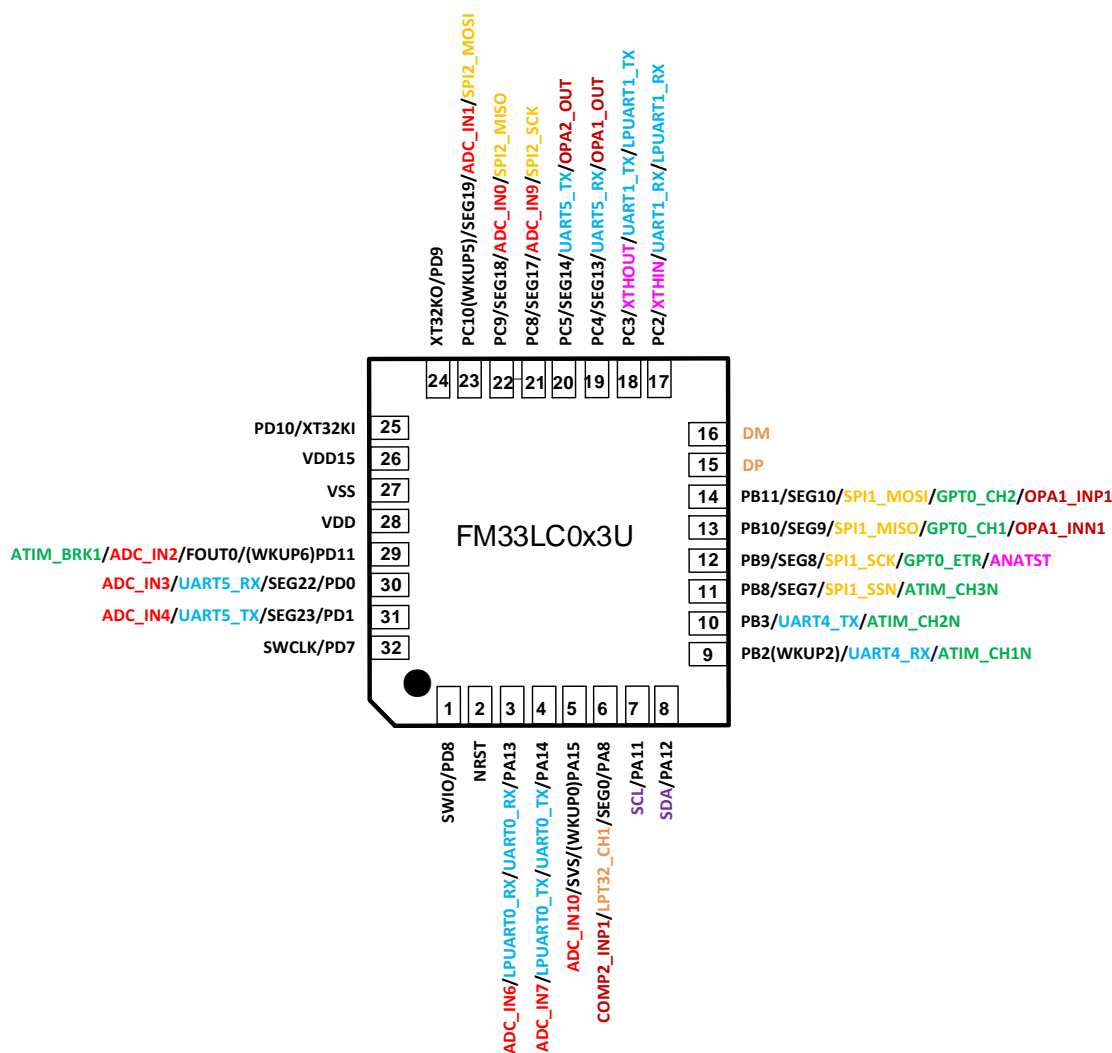 XT32KO/PD9
PC10(WKUP5)/SEG19/ADC_IN1/SPI2_MOSI
PC9/SEG18/ADC_IN0/SPI2_MISO
PC8/SEG17/ADC_IN9/SPI2_SCK
PC5/SEG14/UART5_TX/OPA2_OUT
PC4/SEG13/UART5_RX/OPA1_OUT
PC3/XTHOUT/UART1_TX/LPUART1_TX
PC2/XTHIN/UART1_RX/LPUART1_RX
24
23
22
21
20
19
18
17
PD10/XT32KI 25
VDD15 26
VSS 27
VDD 28
ATIM_BRK1/ADC_IN2/FOUT0/(WKUP6)PD11 29
ADC_IN3/UART5_RX/SEG22/PD0 30
ADC_IN4/UART5_TX/SEG23/PD1 31
SWCLK/PD7 32
FM33LC0x3U
16 DM
15 DP
14 PB11/SEG10/SPI1_MOSI/GPT0_CH2/OPA1_INP1
13 PB10/SEG9/SPI1_MISO/GPT0_CH1/OPA1_INN1
12 PB9/SEG8/SPI1_SCK/GPT0_ETR/ANATST
11 PB8/SEG7/SPI1_SSN/ATIM_CH3N
10 PB3/UART4_TX/ATIM_CH2N
9 PB2(WKUP2)/UART4_RX/ATIM_CH1N
1
2
3
4
5
6
7
8
SWIO/PD8
NRST
ADC_IN6/LPUART0_RX/UART0_RX/PA13
ADC_IN7/LPUART0_TX/UART0_TX/PA14
ADC_IN10/SVS/(WKUP0)PA15
COMP2_INP1/LPT32_CH1/SEG0/PA8
SCL/PA11
SDA/PA12